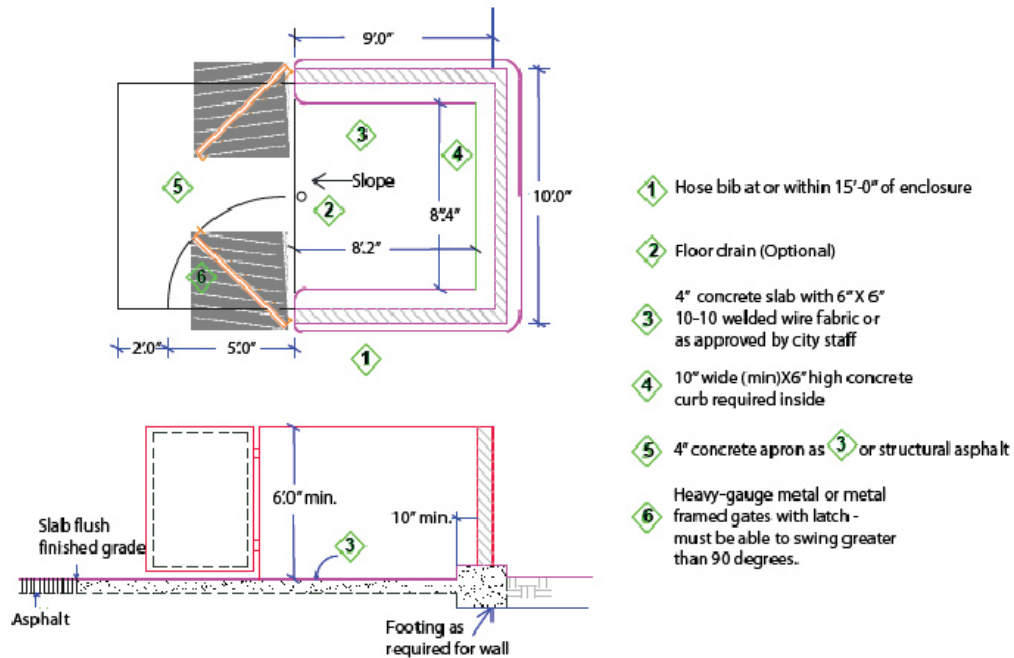 9'0"
3
4
5
Slope
2
10'0"
8'4"
8'2"
6
2'0"
5'0"
1
1 Hose bib at or within 15'-0" of enclosure
2 Floor drain (Optional)
3 4" concrete slab with 6" X 6"
10-10 welded wire fabric or
as approved by city staff
4 10" wide (min)X6" high concrete
curb required inside
5 4" concrete apron as 3 or structural asphalt
6 Heavy-gauge metal or metal
framed gates with latch -
must be able to swing greater
than 90 degrees..
6'0" min.
10" min.
Slab flush
finished grade
3
Asphalt
Footing as
required for wall